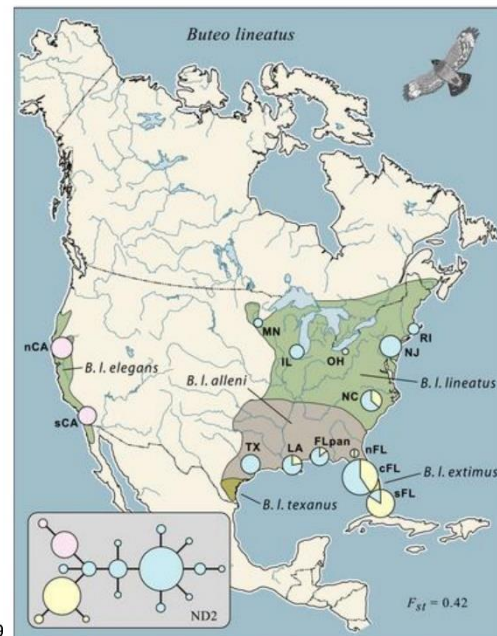 Buteo lineatus
MN
RI
nCA
IL
OH
NJ
B. l. elegans
B. l. alleni
B. l. lineatus
NC
sCA
TX
LA
FLpan
nFL
cFL
B. l. extimus
sFL
B. l. texanus
ND2
Fst = 0.42
9